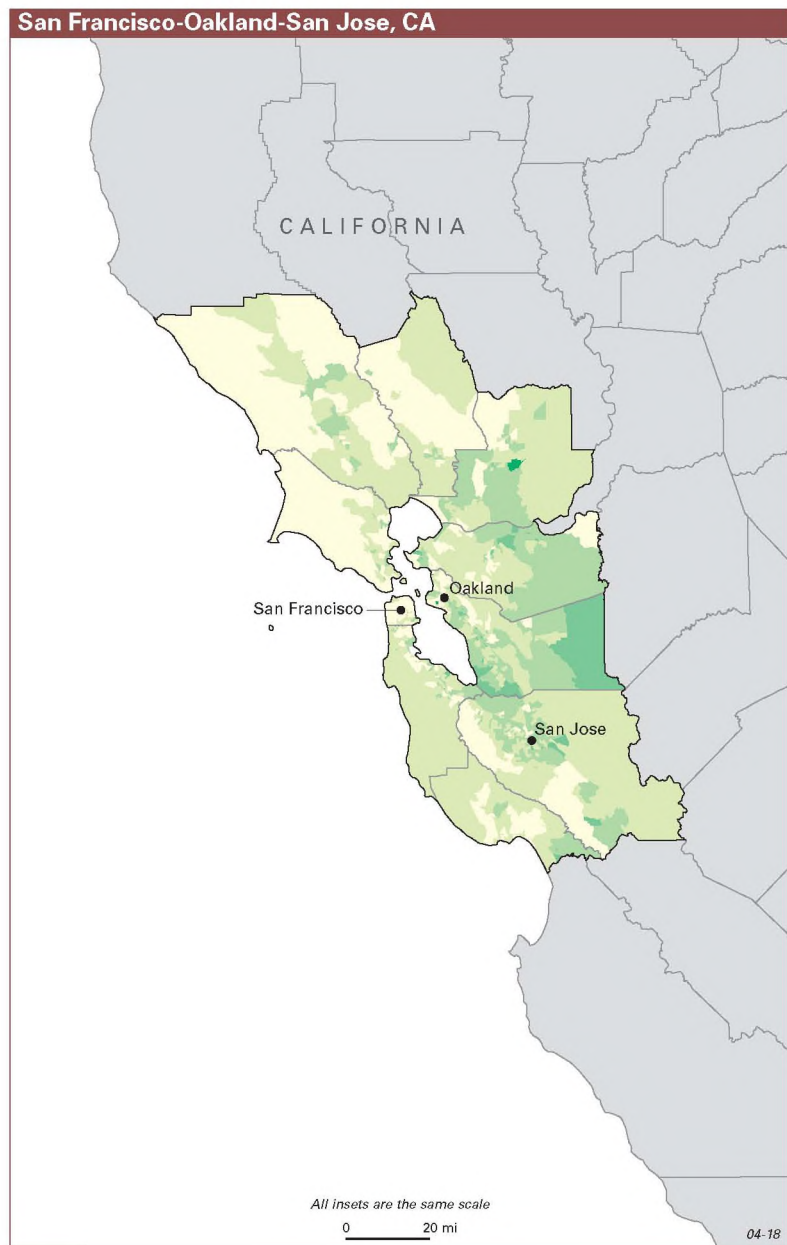 San Francisco-Oakland-San Jose, CA
CALIFORNIA
Oakland
San Francisco
San Jose
All insets are the same scale
0 20 mi
04-18